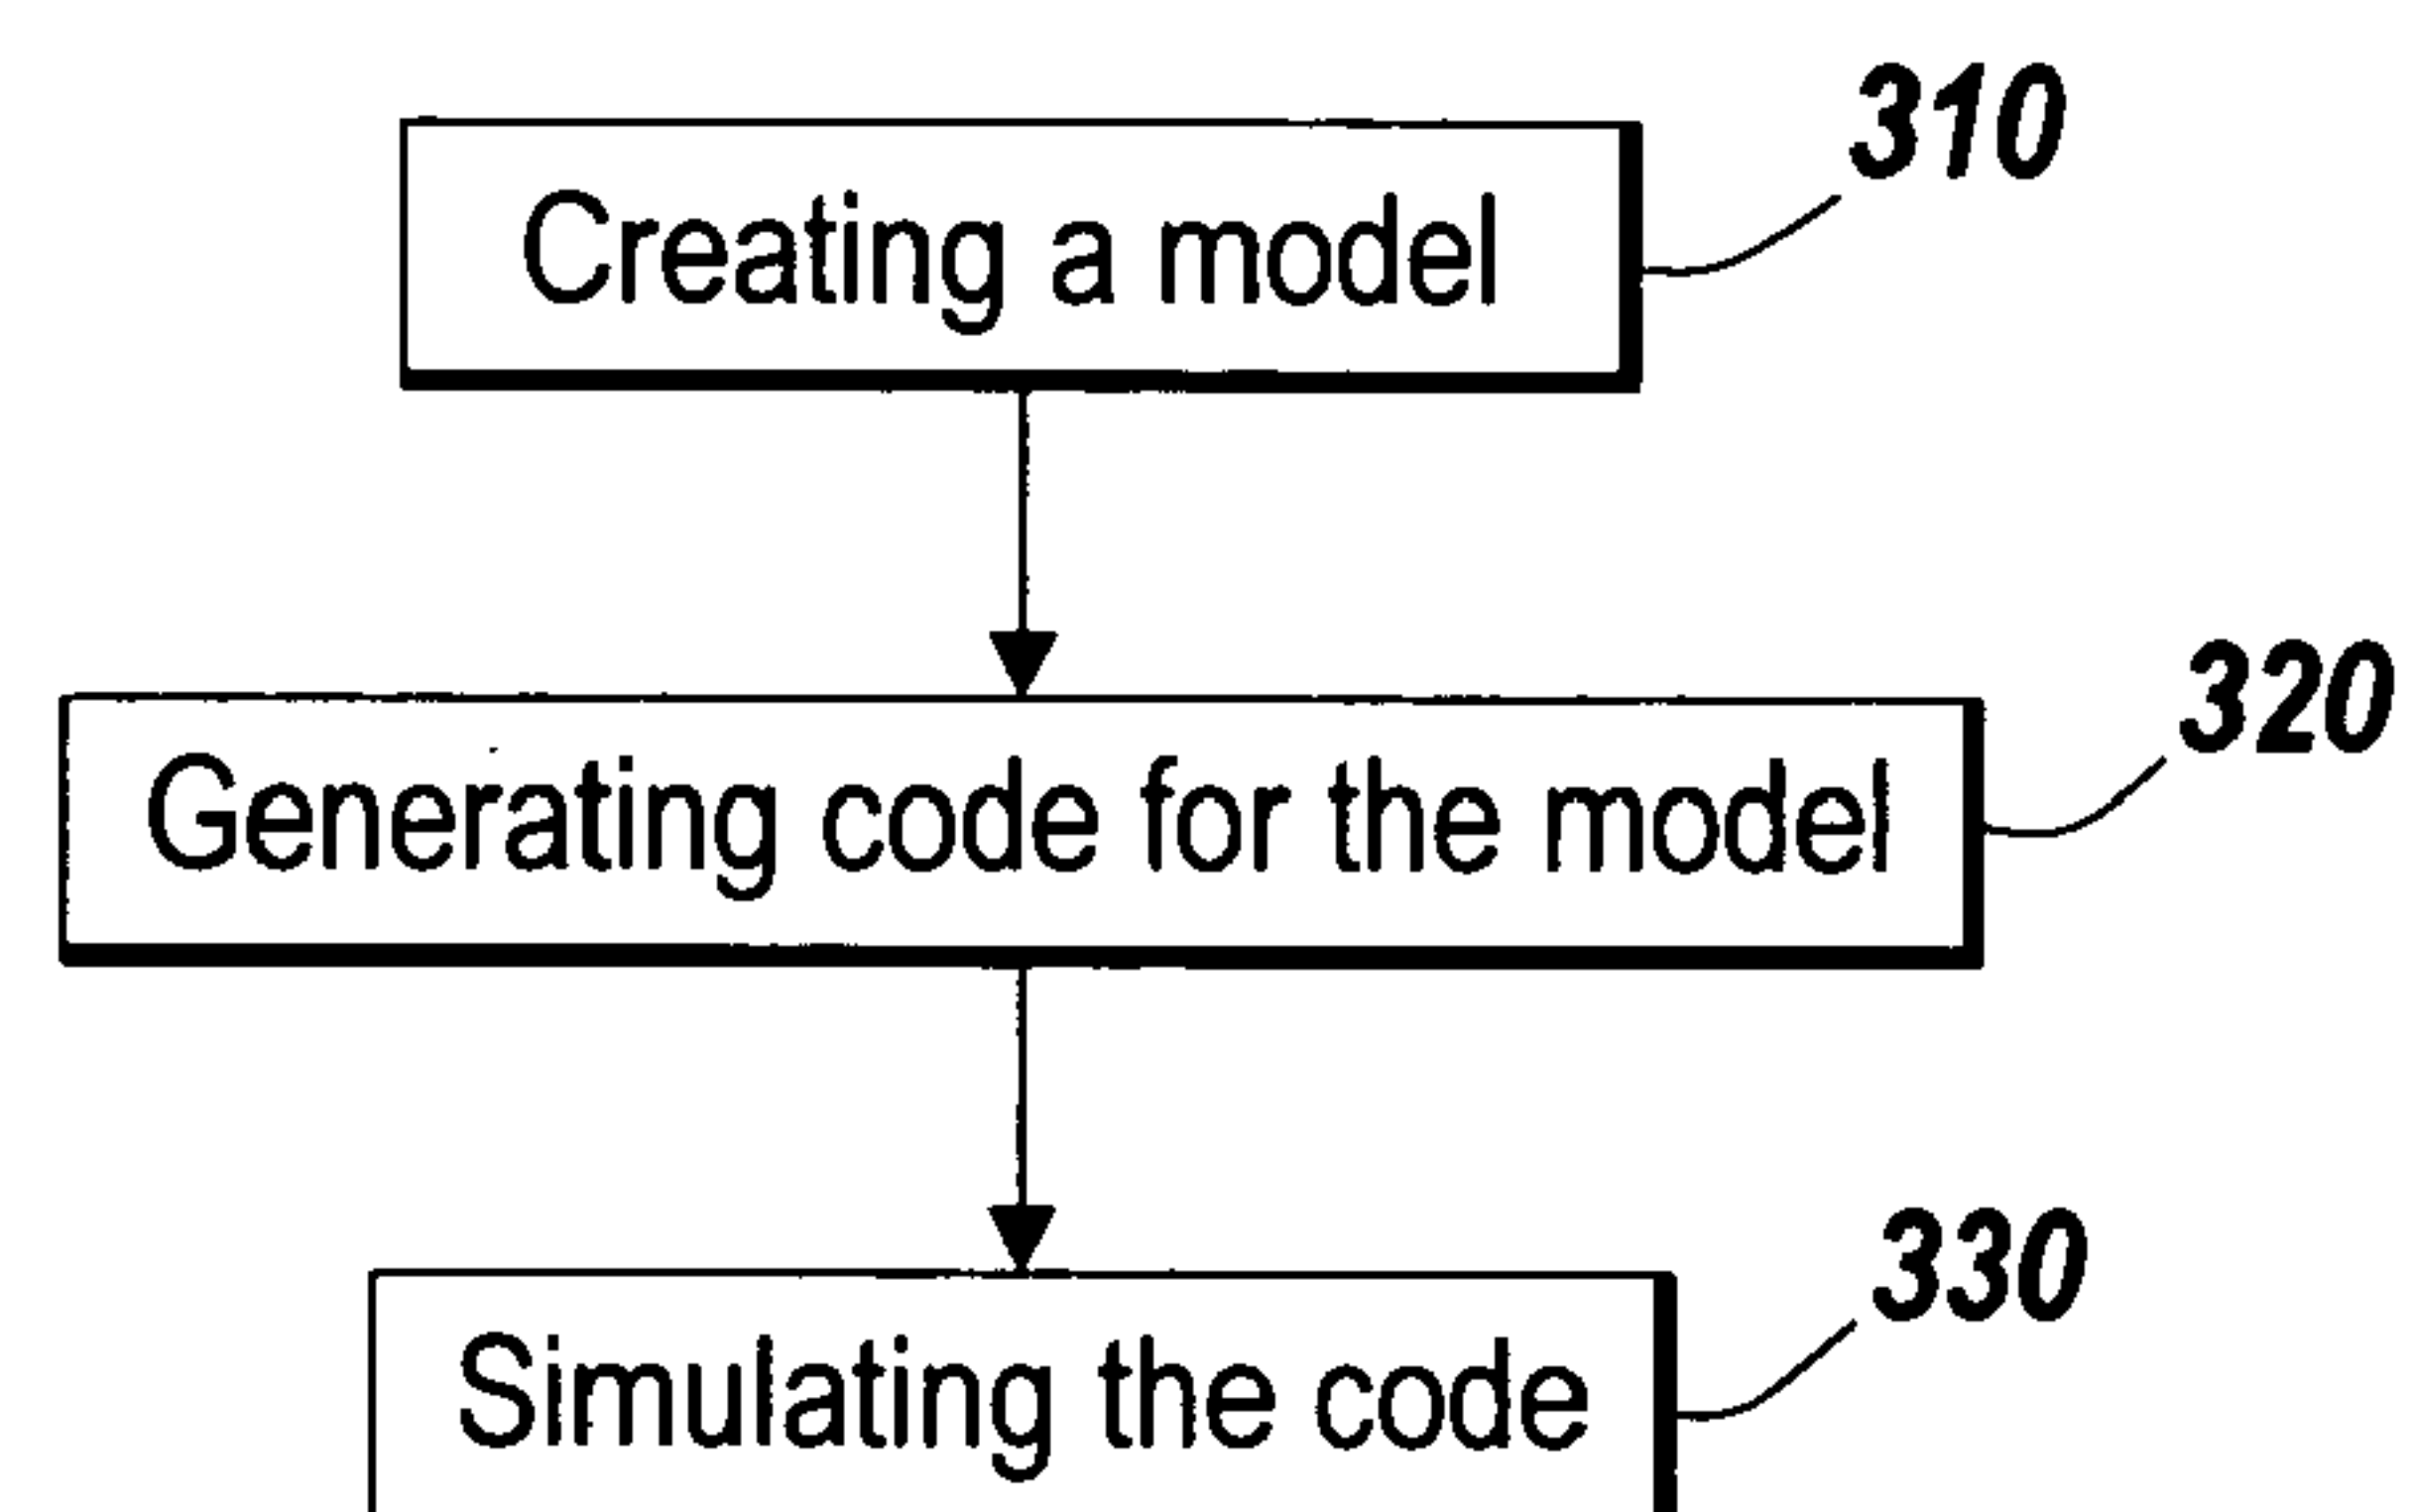 310
Creating a model
320
Generating code for the model
330
Simulating the code